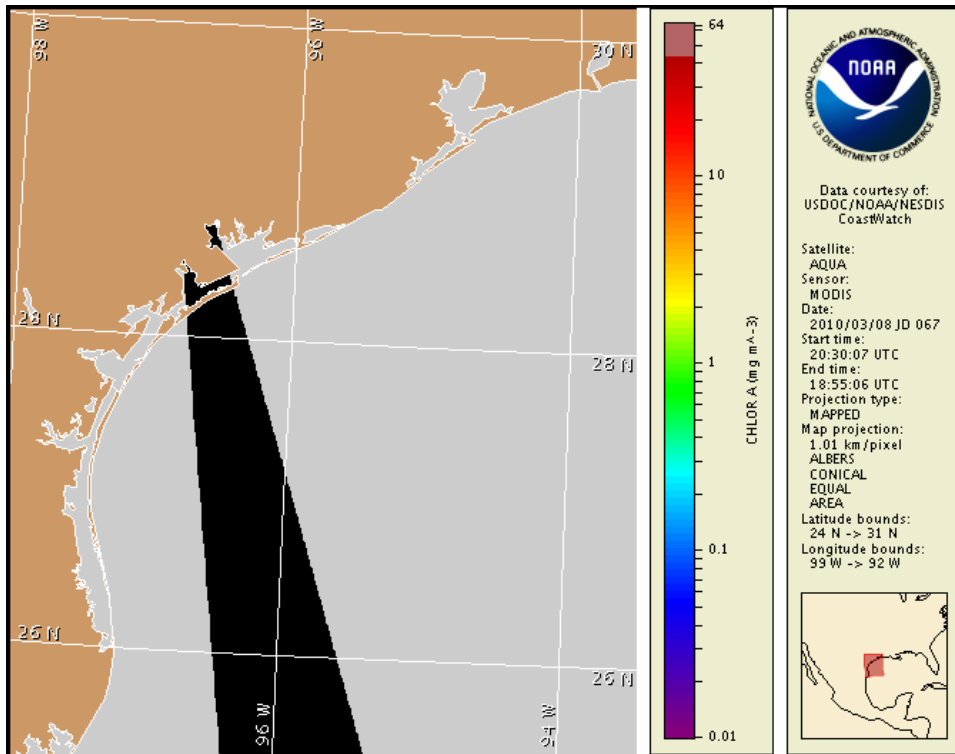 98 W
96 W
30 N
28 N
28 N
26 N
26 N
96 W
94 W
64
10
1
0.1
0.01
CHLOR A (mg m^-3)
NATIONAL OCEANIC AND ATMOSPHERIC ADMINISTRATION
NOAA
U.S. DEPARTMENT OF COMMERCE
Data courtesy of:
USDOC/NOAA/NESDIS
CoastWatch
Satellite:
AQUA
Sensor:
MODIS
Date:
2010/03/08 JD 067
Start time:
20:30:07 UTC
End time:
18:55:06 UTC
Projection type:
MAPPED
Map projection:
1.01 km/pixel
ALBERS
CONICAL
EQUAL
AREA
Latitude bounds:
24 N -> 31 N
Longitude bounds:
99 W -> 92 W